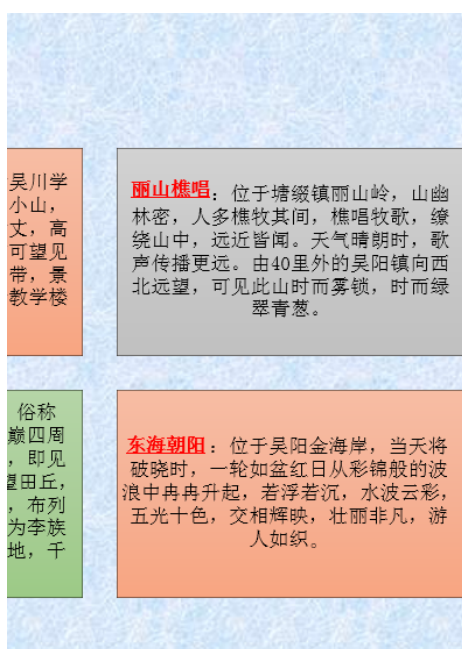 吴川学
小山，
丈，高
可望见
带，景
教学楼
丽山樵唱：位于塘缀镇丽山岭，山幽
林密，人多樵牧其间，樵唱牧歌，缭
绕山中，远近皆闻。天气晴朗时，歌
声传播更远。由40里外的吴阳镇向西
北远望，可见此山时而雾锁，时而绿
翠青葱。
俗称
巅四周
，即见
望田丘，
，布列
为李族
地，千
东海朝阳：位于吴阳金海岸，当天将
破晓时，一轮如盆红日从彩锦般的波
浪中冉冉升起，若浮若沉，水波云彩，
五光十色，交相辉映，壮丽非凡，游
人如织。